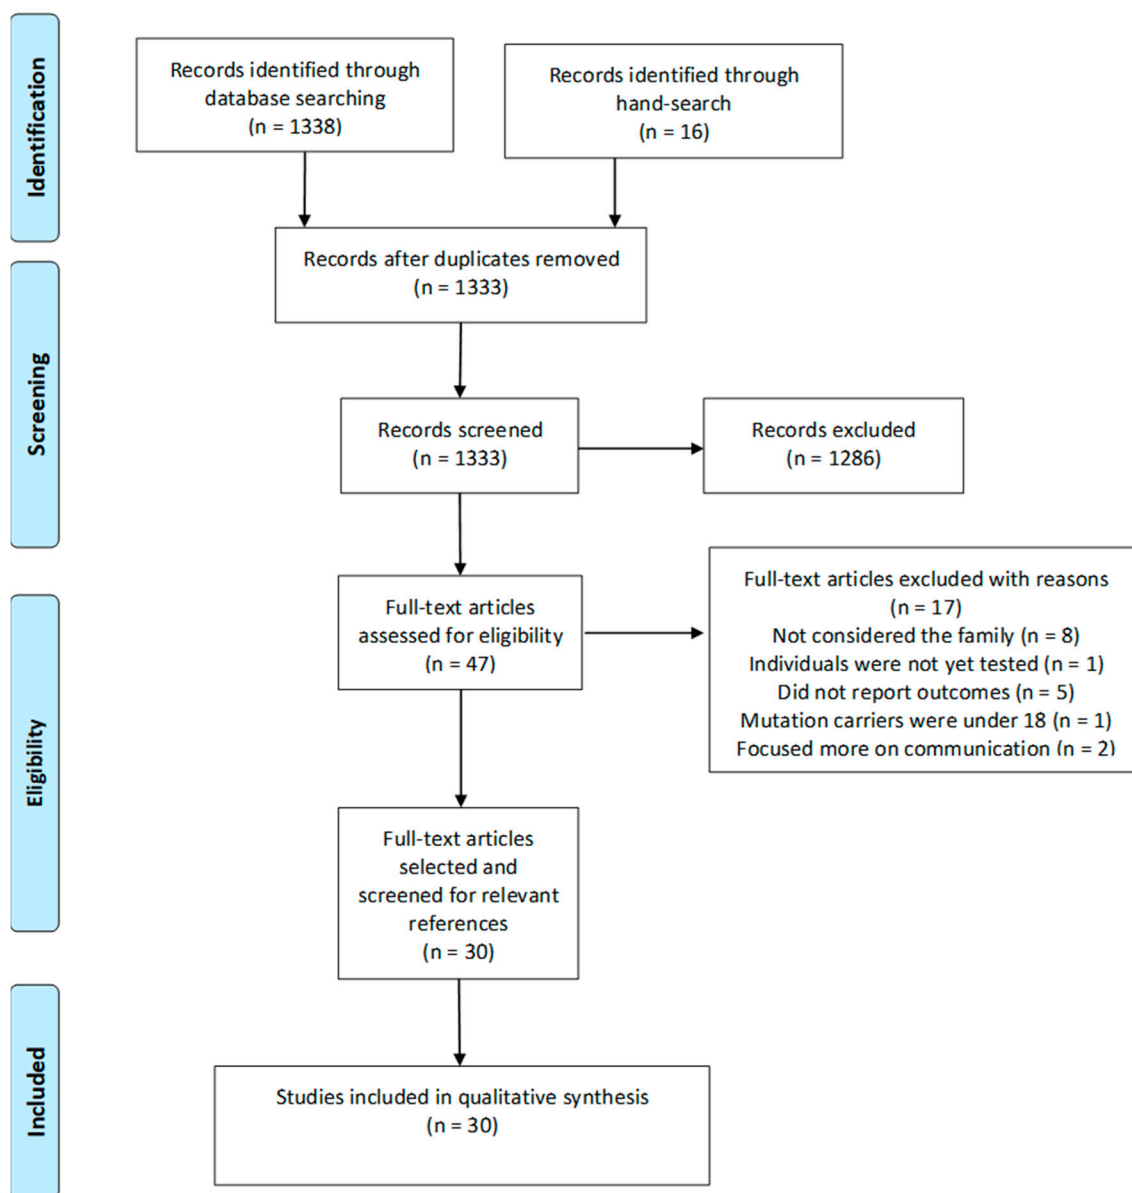 Identification
Records identified through
database searching
(n = 1338)
Records identified through
hand-search
(n = 16)
Records after duplicates removed
(n = 1333)
Screening
Records screened
(n = 1333)
Records excluded
(n = 1286)
Eligibility
Full-text articles
assessed for eligibility
(n = 47)
Full-text articles excluded with reasons
(n = 17)
Not considered the family (n = 8)
Individuals were not yet tested (n = 1)
Did not report outcomes (n = 5)
Mutation carriers were under 18 (n = 1)
Focused more on communication (n = 2)
Full-text articles
selected and
screened for relevant
references
(n = 30)
Included
Studies included in qualitative synthesis
(n = 30)